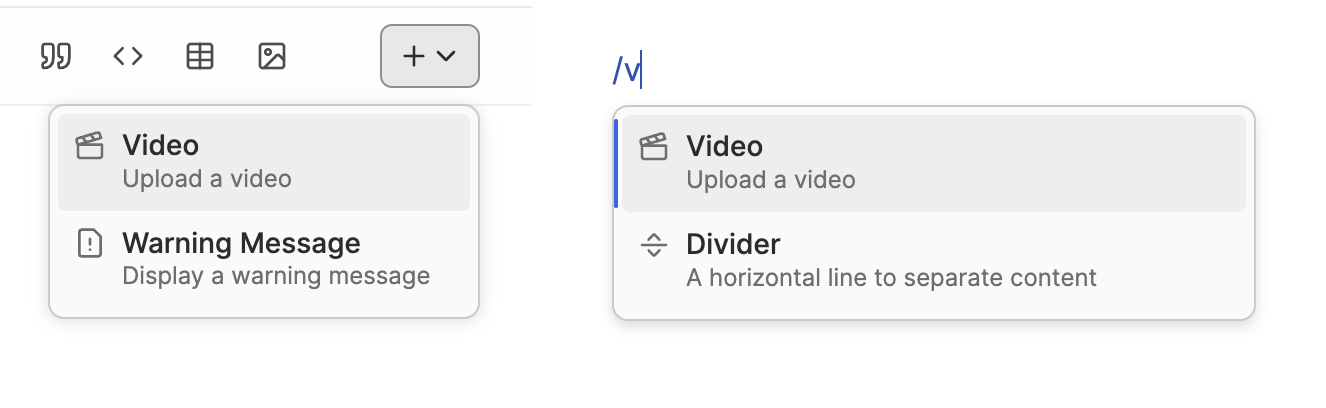 Video
Upload a video
Warning Message
Display a warning message
/v
Video
Upload a video
Divider
A horizontal line to separate content